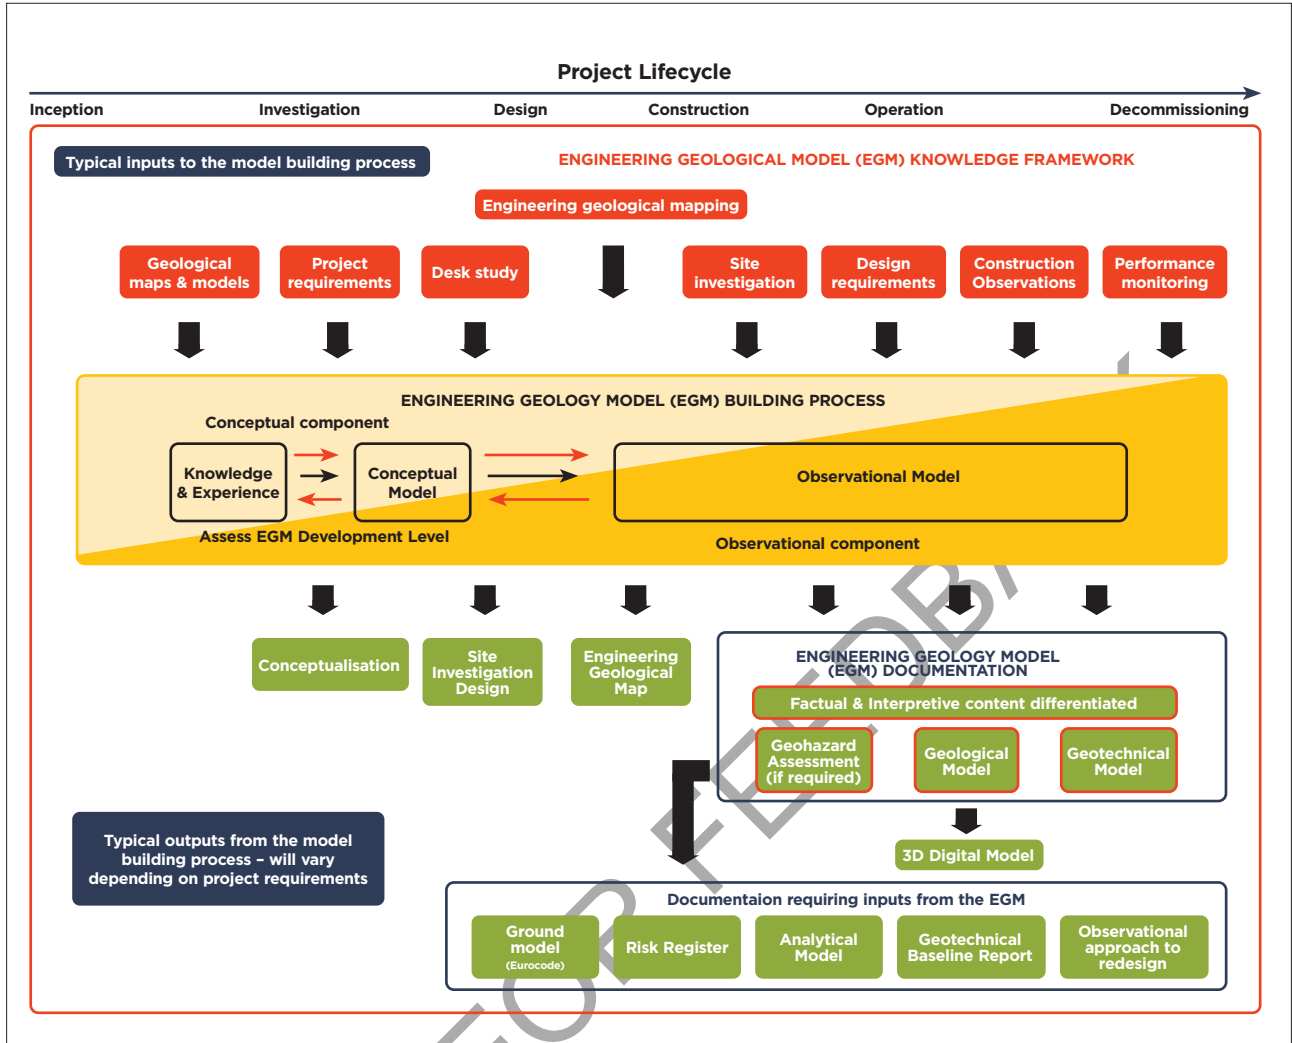 Project Lifecycle
Inception Investigation Design Construction Operation Decommissioning
Typical inputs to the model building process
ENGINEERING GEOLOGICAL MODEL (EGM) KNOWLEDGE FRAMEWORK
Engineering geological mapping
Geological
maps & models
Project
requirements
Desk study
Site
investigation
Design
requirements
Construction
Observations
Performance
monitoring
ENGINEERING GEOLOGY MODEL (EGM) BUILDING PROCESS
Conceptual component
Knowledge
& Experience
Conceptual
Model
Observational Model
Assess EGM Development Level
Observational component
Conceptualisation
Site
Investigation
Design
Engineering
Geological
Map
ENGINEERING GEOLOGY MODEL
(EGM) DOCUMENTATION
Factual & Interpretive content differentiated
Geohazard
Assessment
(if required)
Geological
Model
Geotechnical
Model
3D Digital Model
Typical outputs from the model
building process – will vary
depending on project requirements
Documentaion requiring inputs from the EGM
Ground
model
(Eurocode)
Risk Register
Analytical
Model
Geotechnical
Baseline Report
Observational
approach to
redesign
FOR